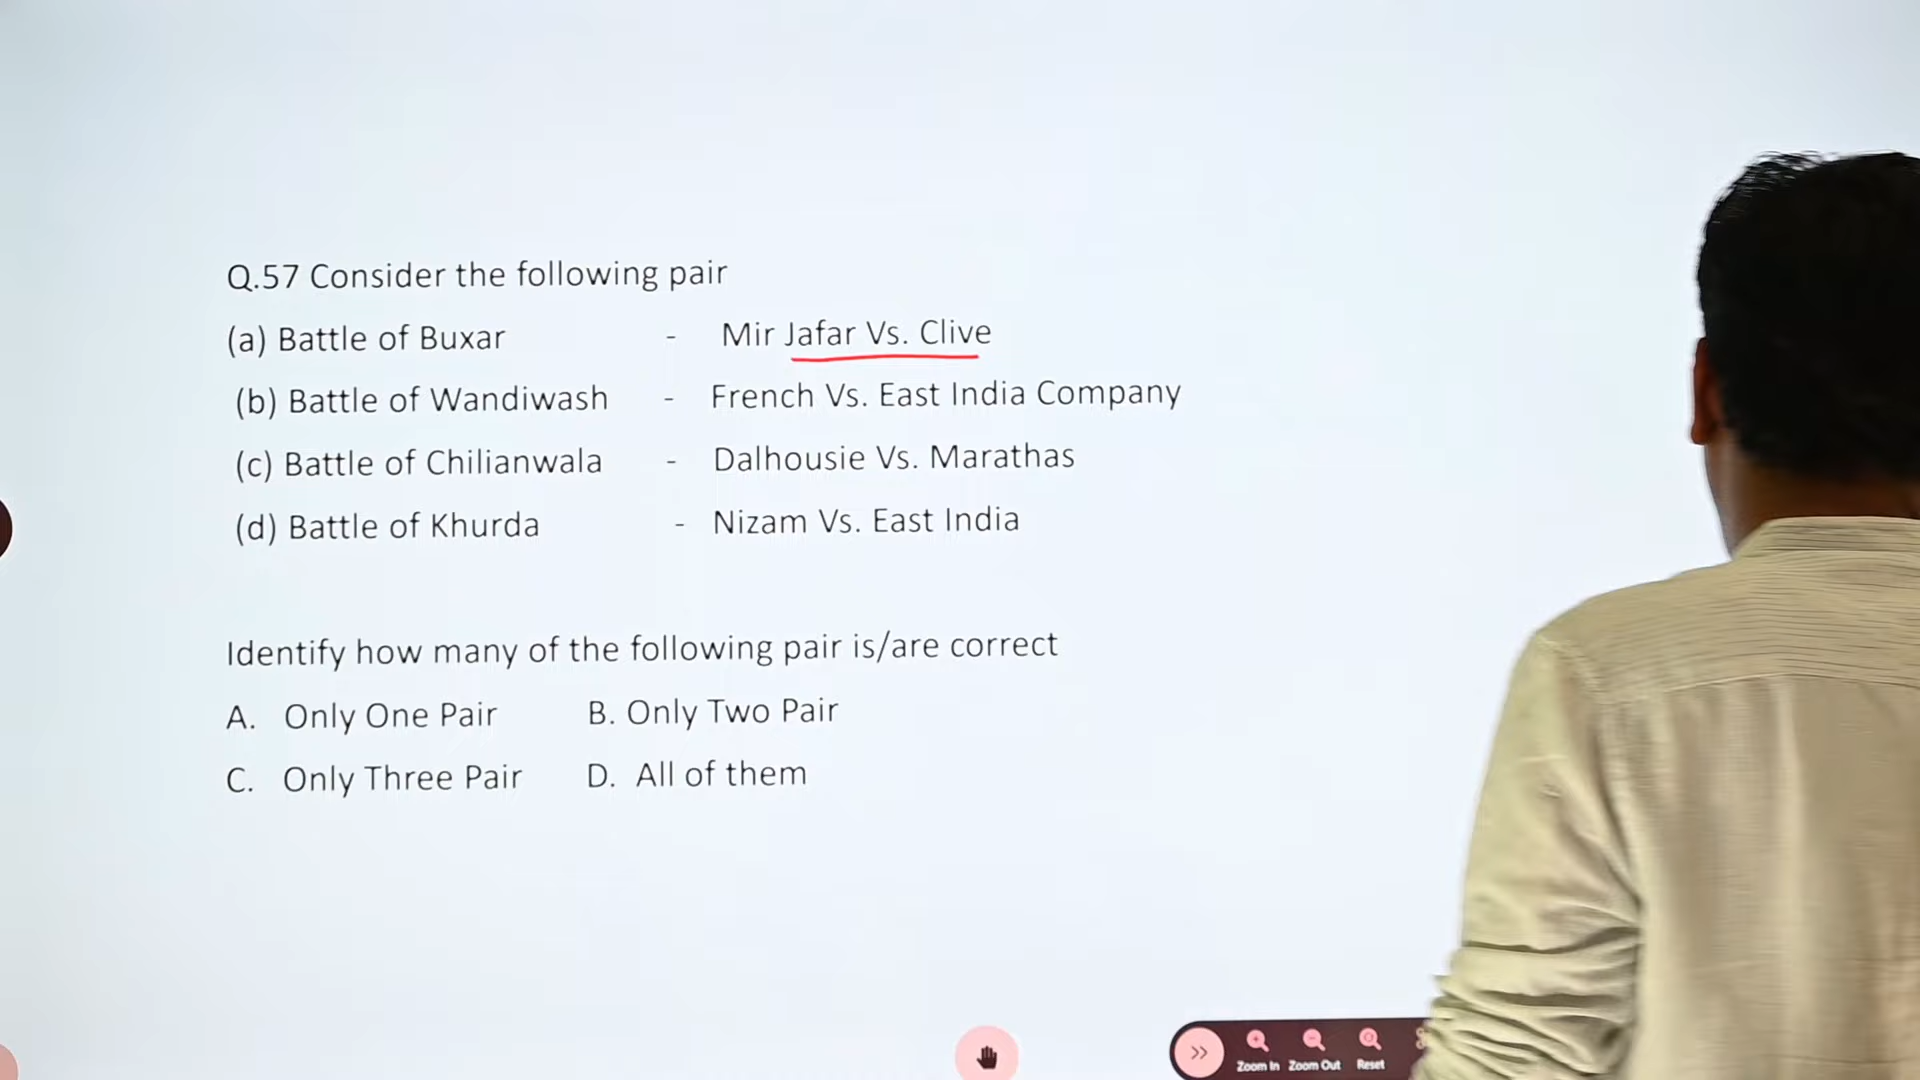 Q.57 Consider the following pair
(a) Battle of Buxar - Mir Jafar Vs. Clive
(b) Battle of Wandiwash - French Vs. East India Company
(c) Battle of Chilianwala - Dalhousie Vs. Marathas
(d) Battle of Khurda - Nizam Vs. East India
Identify how many of the following pair is/are correct
A. Only One Pair B. Only Two Pair
C. Only Three Pair D. All of them
Zoom In Zoom Out Reset